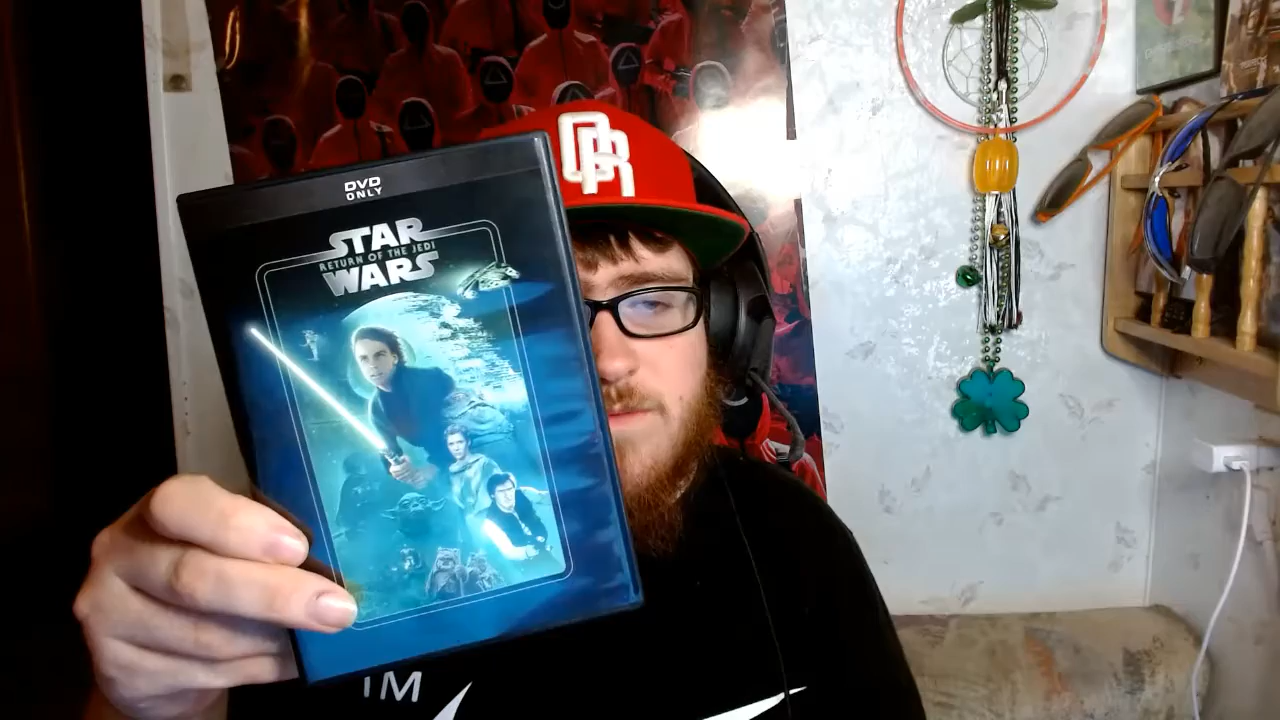 DVD
ONLY
STAR
RETURN OF THE JEDI
WARS
DR
IM